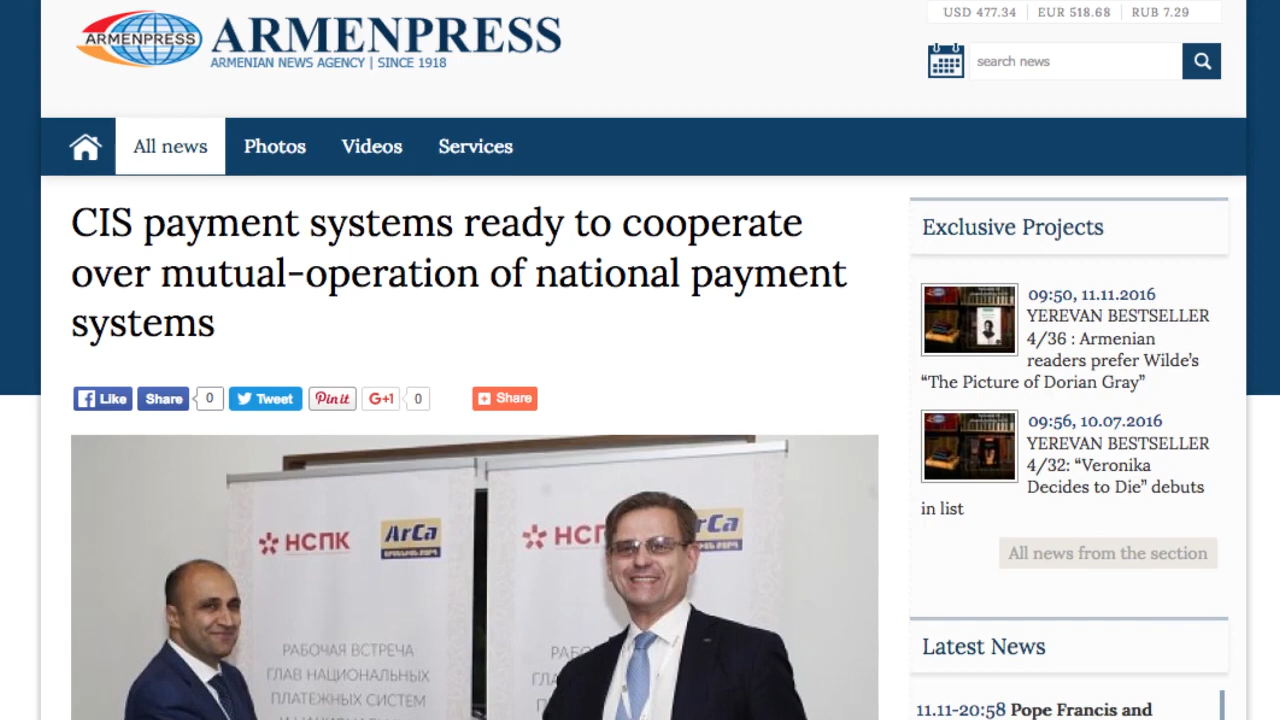 ARMENPRESS
ARMENPRESS
ARMENIAN NEWS AGENCY | SINCE 1918
USD 477.34 EUR 518.68 RUB 7.29
search news
All news Photos Videos Services
CIS payment systems ready to cooperate
over mutual-operation of national payment
systems
Like Share 0 Tweet Pin it G+1 0 Share
НСПК ArCa
НСП rCa
РАБОЧАЯ ВСТРЕЧА
ГЛАВ НАЦИОНАЛЬНЫХ
ПЛАТЕЖНЫХ СИСТЕМ
РАБО
ГЛА
П
Exclusive Projects
09:50, 11.11.2016
YEREVAN BESTSELLER
4/36 : Armenian
readers prefer Wilde’s
“The Picture of Dorian Gray”
09:56, 10.07.2016
YEREVAN BESTSELLER
4/32: “Veronika
Decides to Die” debuts
in list
All news from the section
Latest News
11.11-20:58 Pope Francis and